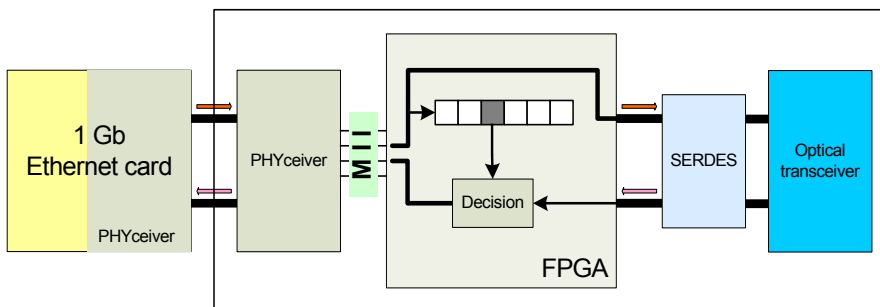 1 Gb
Ethernet card
PHYceiver
PHYceiver
MII
Decision
FPGA
SERDES
Optical
transceiver